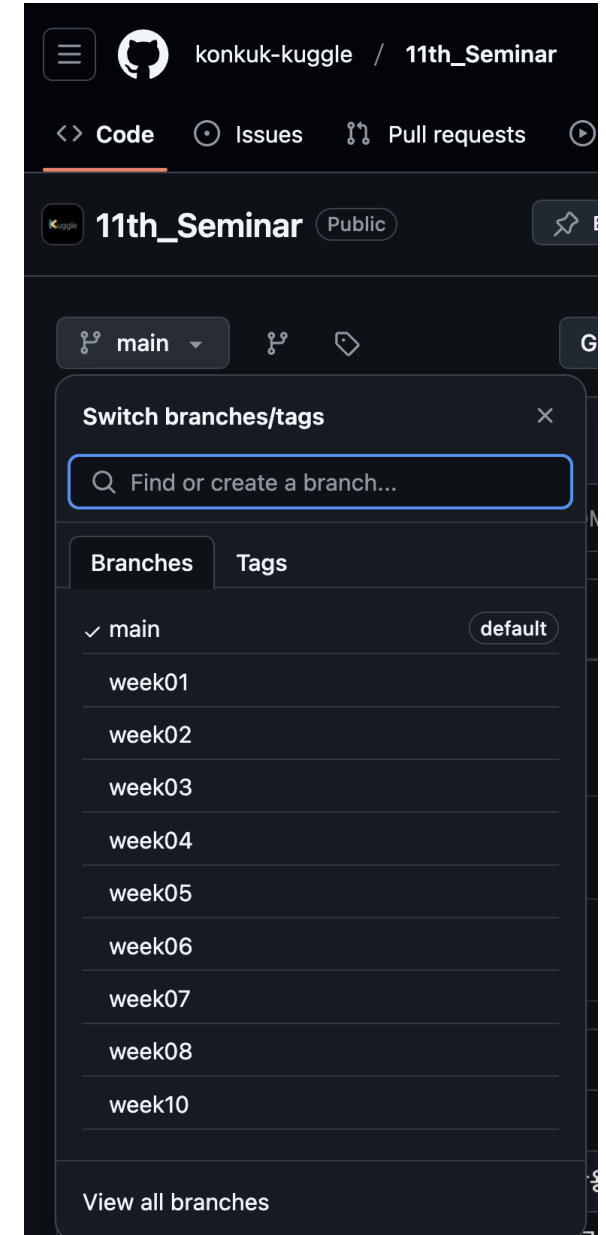 konkuk-kuggle / 11th_Seminar
Code Issues Pull requests
Kuggle 11th_Seminar Public
main
Switch branches/tags
Find or create a branch...
Branches Tags
main default
week01
week02
week03
week04
week05
week06
week07
week08
week10
View all branches